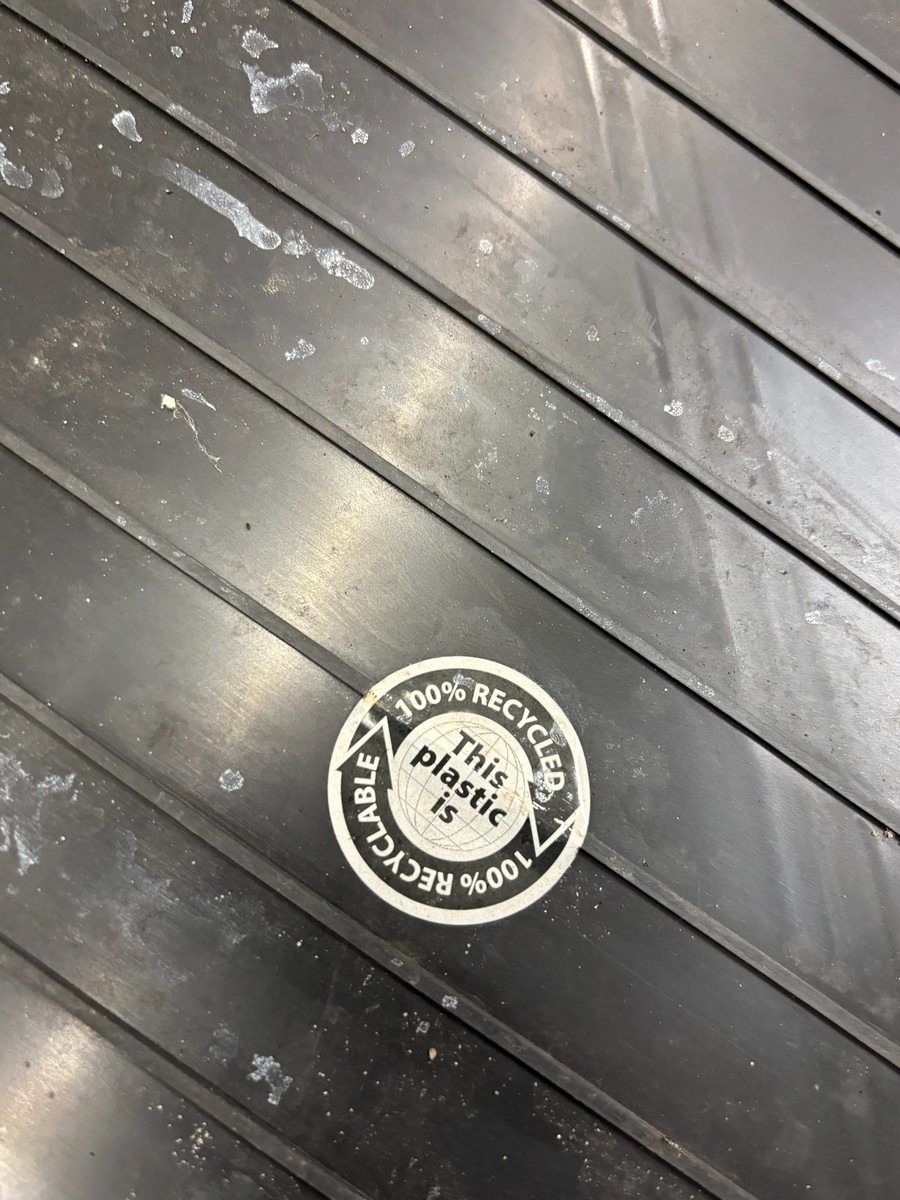 100% RECYCLED
This
plastic
is
100% RECYCLABLE